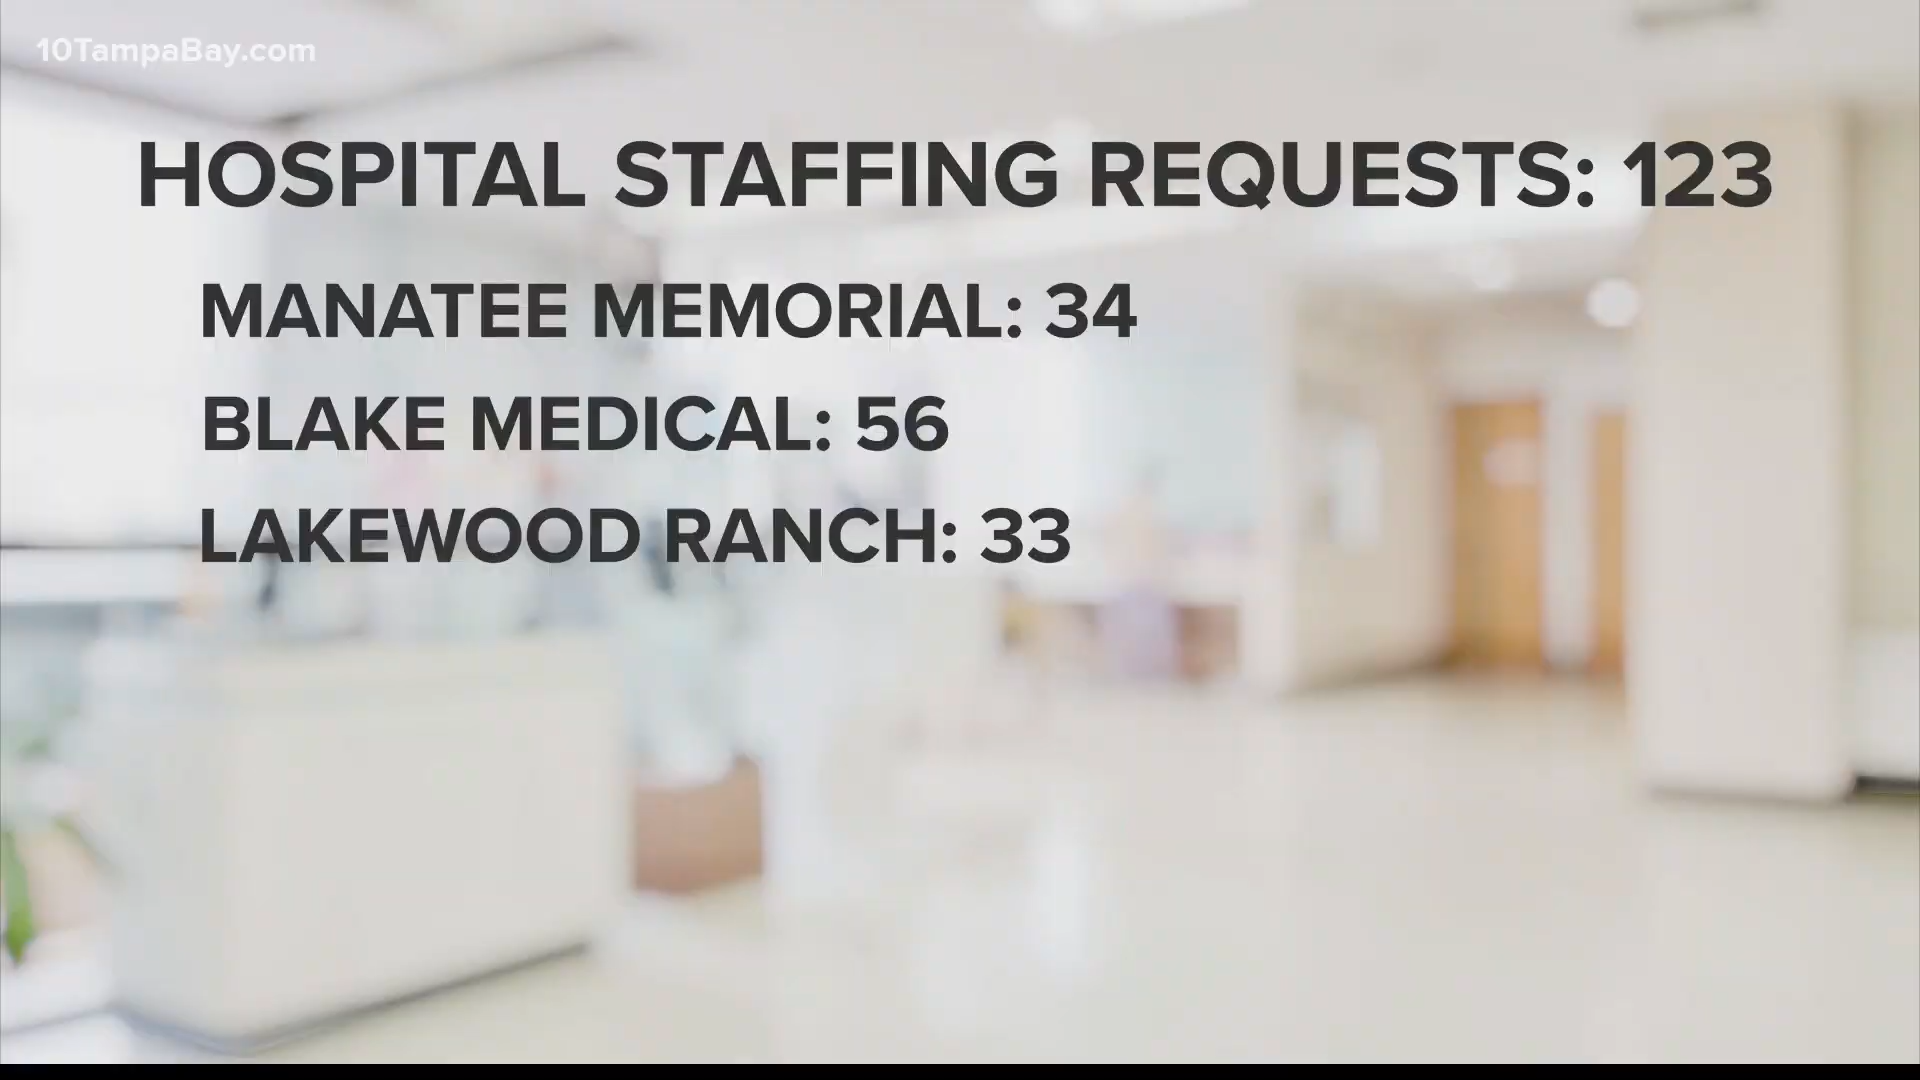 10TampaBay.com
HOSPITAL STAFFING REQUESTS: 123
MANATEE MEMORIAL: 34
BLAKE MEDICAL: 56
LAKEWOOD RANCH: 33